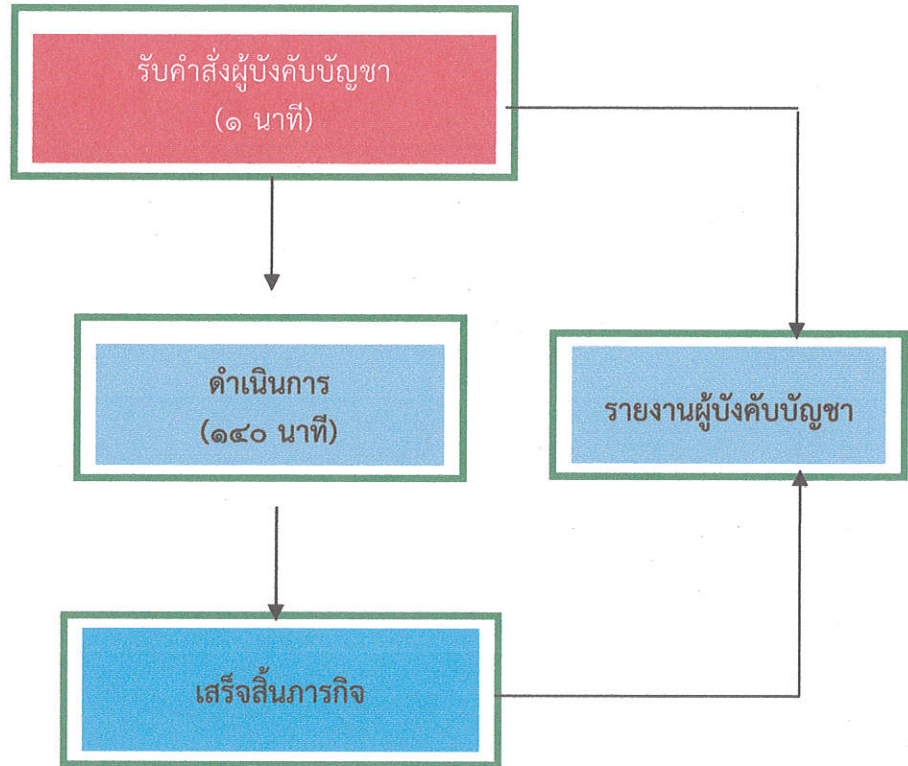 รับคำสั่งผู้บังคับบัญชา
(๑ นาที)
ดำเนินการ
(๑๔๐ นาที)
รายงานผู้บังคับบัญชา
เสร็จสิ้นภารกิจ